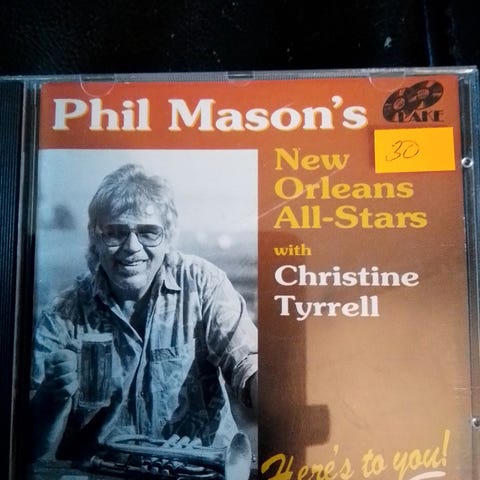 Phil Mason's
LAKE
30
New
Orleans
All-Stars
with
Christine
Tyrrell
Here's to you!